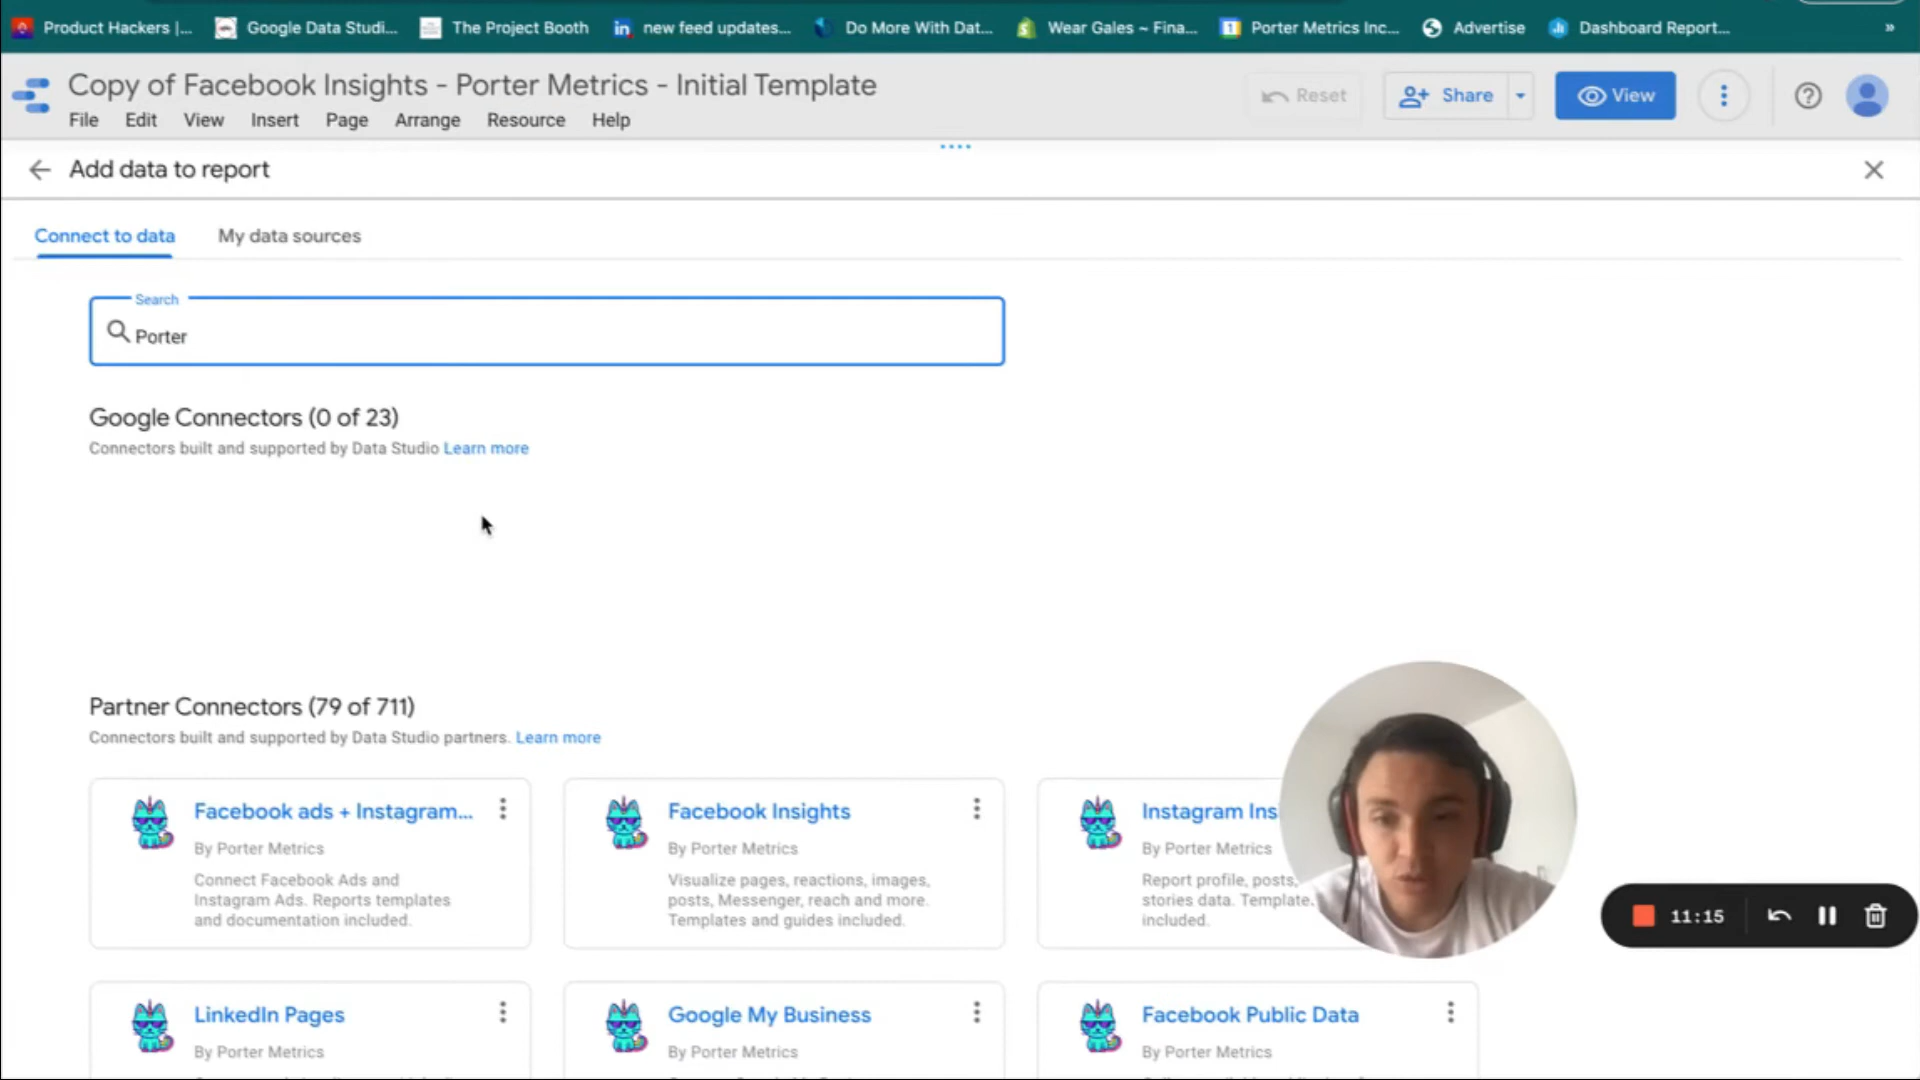 Product Hackers |...
Google Data Studi...
The Project Booth
in
new feed updates...
Do More With Dat...
Wear Gales ~ Fina...
Porter Metrics Inc...
Advertise
Dashboard Report...
»
Copy of Facebook Insights - Porter Metrics - Initial Template
Reset
Share
View
File Edit View Insert Page Arrange Resource Help
Add data to report
Connect to data
My data sources
Search
Porter
Google Connectors (0 of 23)
Connectors built and supported by Data Studio Learn more
Partner Connectors (79 of 711)
Connectors built and supported by Data Studio partners. Learn more
Facebook ads + Instagram...
By Porter Metrics
Connect Facebook Ads and
Instagram Ads. Reports templates
and documentation included.
Facebook Insights
By Porter Metrics
Visualize pages, reactions, images,
posts, Messenger, reach and more.
Templates and guides included.
Instagram Ins
By Porter Metrics
Report profile, posts,
stories data. Template
included.
11:15
LinkedIn Pages
By Porter Metrics
Google My Business
By Porter Metrics
Facebook Public Data
By Porter Metrics